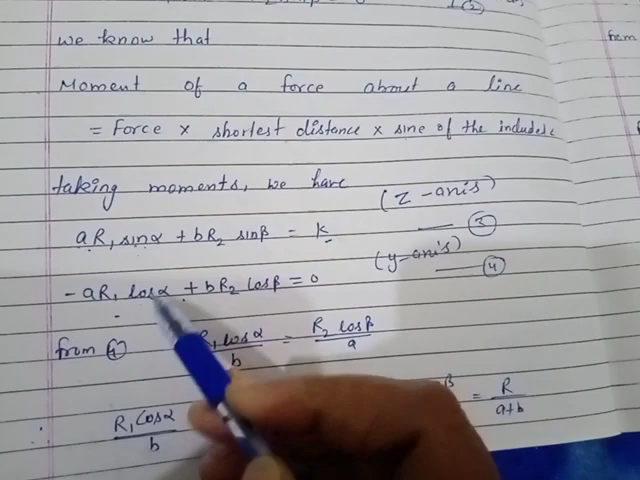 we know that
from
Moment of a force about a line
= Force × shortest distance × sine of the included
taking moments, we have (z-axis)
aR₁ sinα + bR₂ sinβ = k — ③
(y-axis)
-aR₁ cosα + bR₂ cosβ = 0 — ④
from ④ R₁ cosα / b = R₂ cosβ / a
∴ R₁ cosα / b β = R / a+b